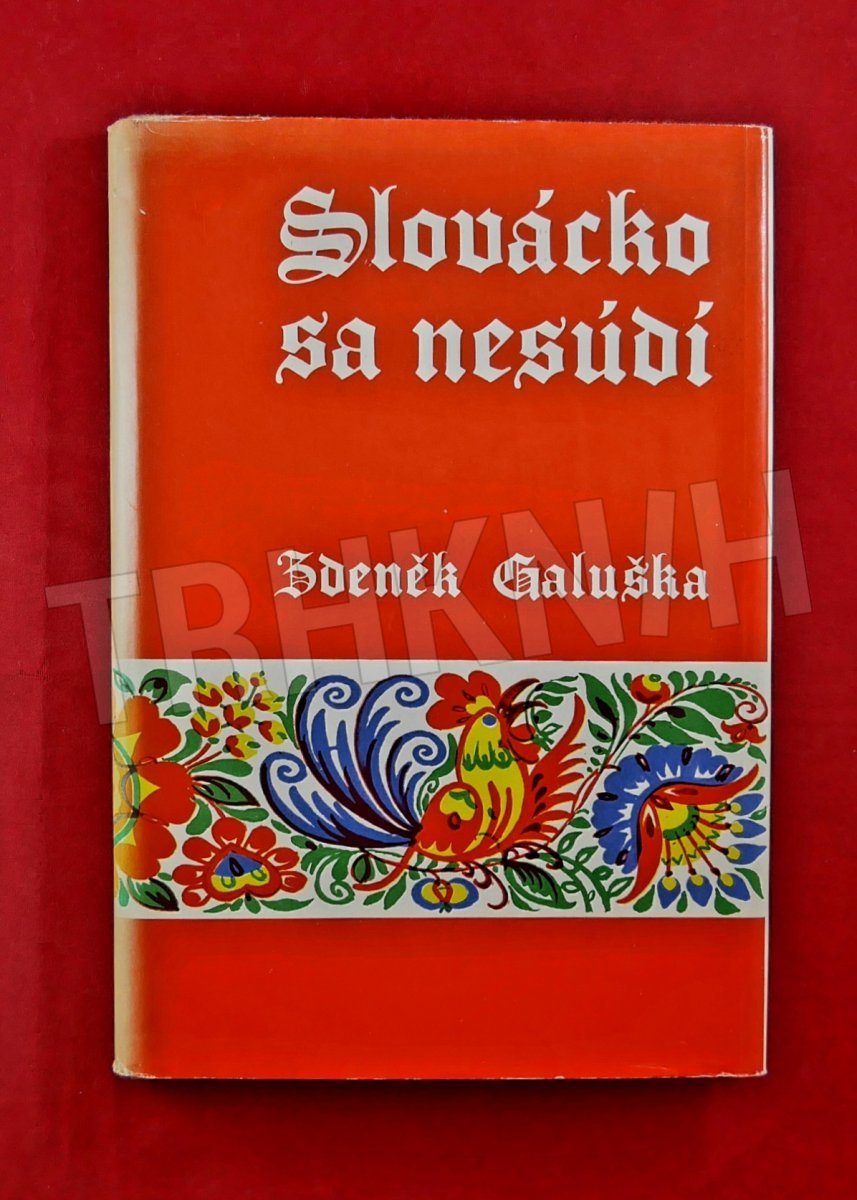 Slovácko
sa nesúdí
Zdeněk Galuška
TRHKNIH